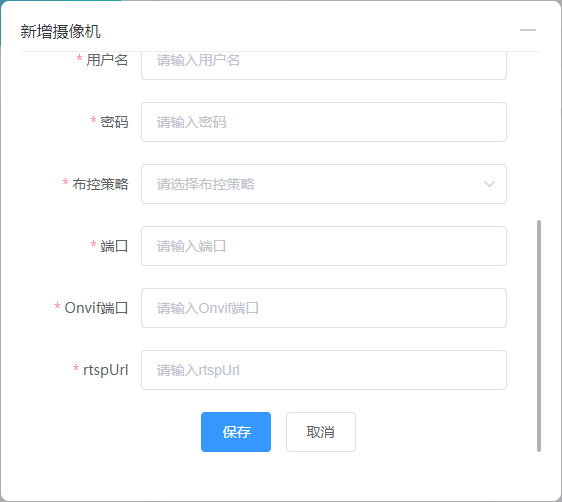 新增摄像机
* 用户名 请输入用户名
* 密码 请输入密码
* 布控策略 请选择布控策略
* 端口 请输入端口
* Onvif端口 请输入Onvif端口
* rtspUrl 请输入rtspUrl
保存 取消